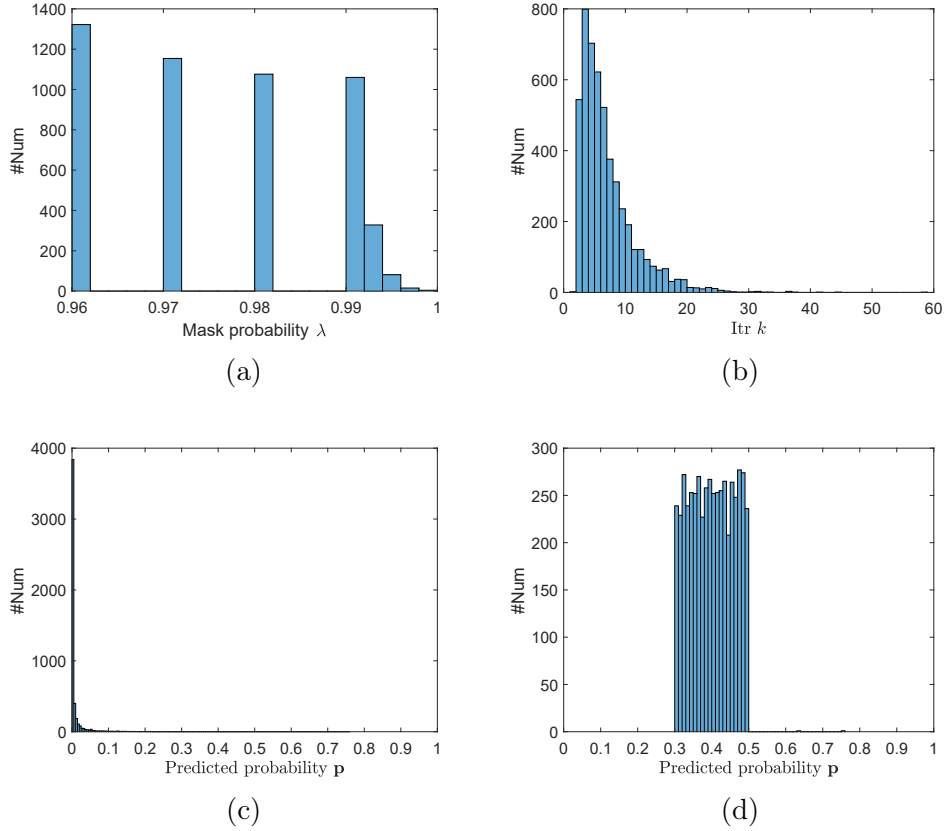 #Num
1400
1200
1000
800
600
400
200
0
0.96 0.97 0.98 0.99 1
Mask probability λ
(a)
#Num
800
600
400
200
0
0 10 20 30 40 50 60
Itr k
(b)
#Num
4000
3000
2000
1000
0
0 0.1 0.2 0.3 0.4 0.5 0.6 0.7 0.8 0.9 1
Predicted probability p
(c)
#Num
300
250
200
150
100
50
0
0 0.1 0.2 0.3 0.4 0.5 0.6 0.7 0.8 0.9 1
Predicted probability p
(d)